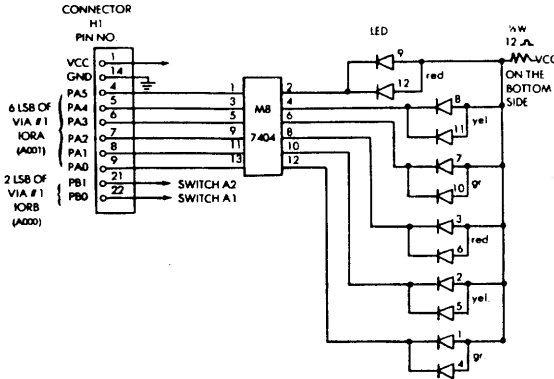 CONNECTOR
H1
PIN NO.
VCC 1
GND 14
PA5 4
PA4 5
PA3 6
PA2 7
PA1 8
PA0 9
PB1 21 SWITCH A2
PB0 22 SWITCH A1
6 LSB OF
VIA #1
IORA
(A001)
2 LSB OF
VIA #1
IORB
(A000)
1
3
5
9
11
13
M8
7404
2
4
6
8
10
12
LED
9
12 red
8
11 yel
7
10 gr
3
6 red
2
5 yel.
1
4 gr
½W
12
VCC
ON THE
BOTTOM
SIDE